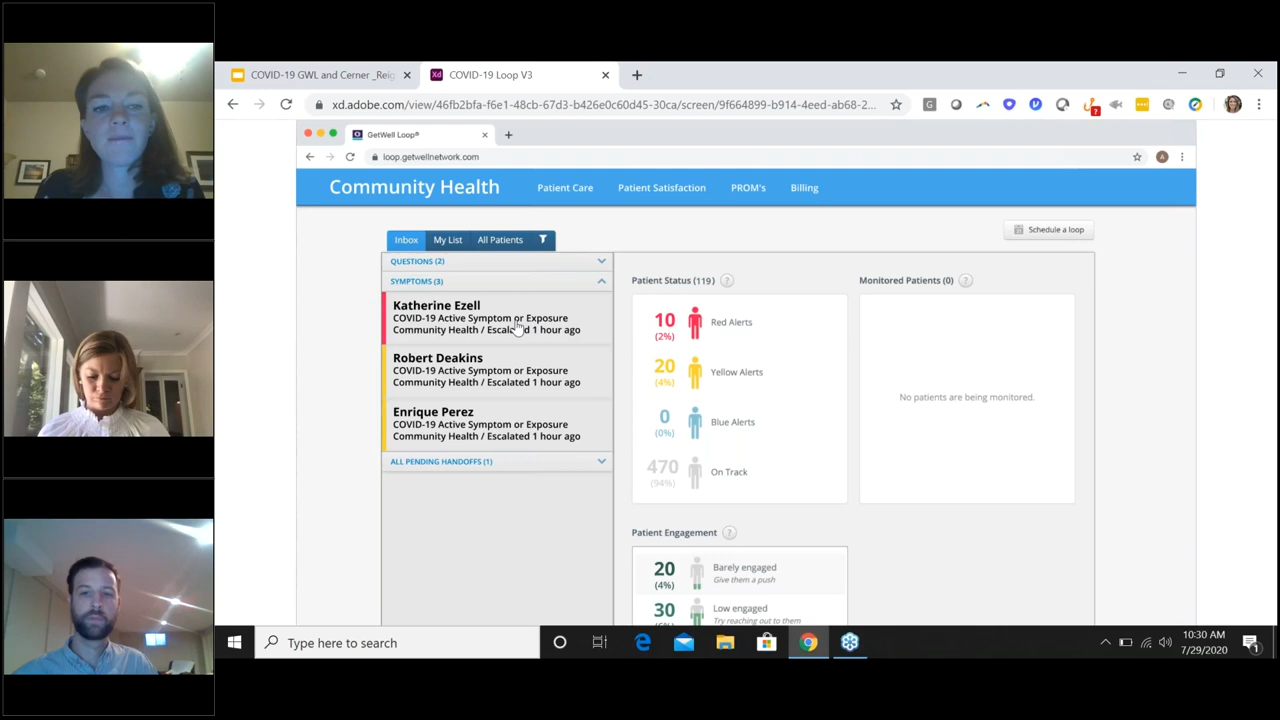 COVID-19 GWL and Cerner _Reig
COVID-19 Loop V3
xd.adobe.com/view/46fb2bfa-f6e1-48cb-67d3-b426e0c60d45-30ca/screen/9f664899-b914-4eed-ab68-2...
GetWell Loop®
loop.getwellnetwork.com
A
Community Health
Patient Care
Patient Satisfaction
PROM's
Billing
Schedule a loop
Inbox
My List
All Patients
QUESTIONS (2)
SYMPTOMS (3)
Katherine Ezell
COVID-19 Active Symptom or Exposure
Community Health / Escalated 1 hour ago
Robert Deakins
COVID-19 Active Symptom or Exposure
Community Health / Escalated 1 hour ago
Enrique Perez
COVID-19 Active Symptom or Exposure
Community Health / Escalated 1 hour ago
ALL PENDING HANDOFFS (1)
Patient Status (119) ?
10 Red Alerts
(2%)
20 Yellow Alerts
(4%)
0 Blue Alerts
(0%)
470 On Track
(94%)
Monitored Patients (0) ?
No patients are being monitored.
Patient Engagement ?
20 Barely engaged
(4%) Give them a push
30 Low engaged
Try reaching out to them
Type here to search
10:30 AM
7/29/2020